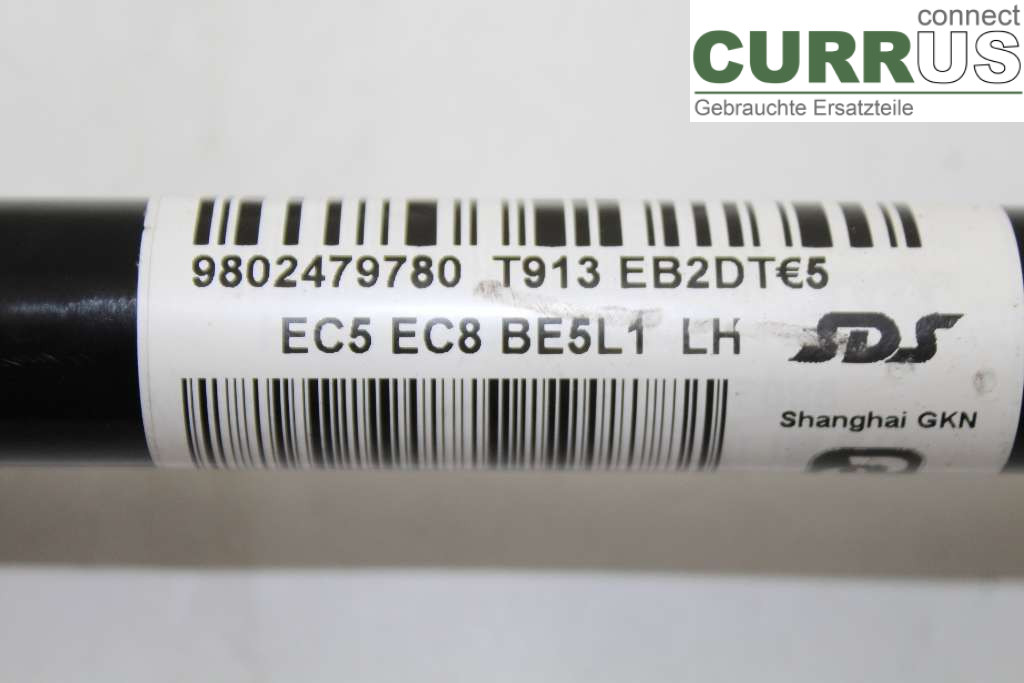 connect
CURRUS
Gebrauchte Ersatzteile
9802479780 T913 EB2DT€5
EC5 EC8 BE5L1 LH
SDS
Shanghai GKN